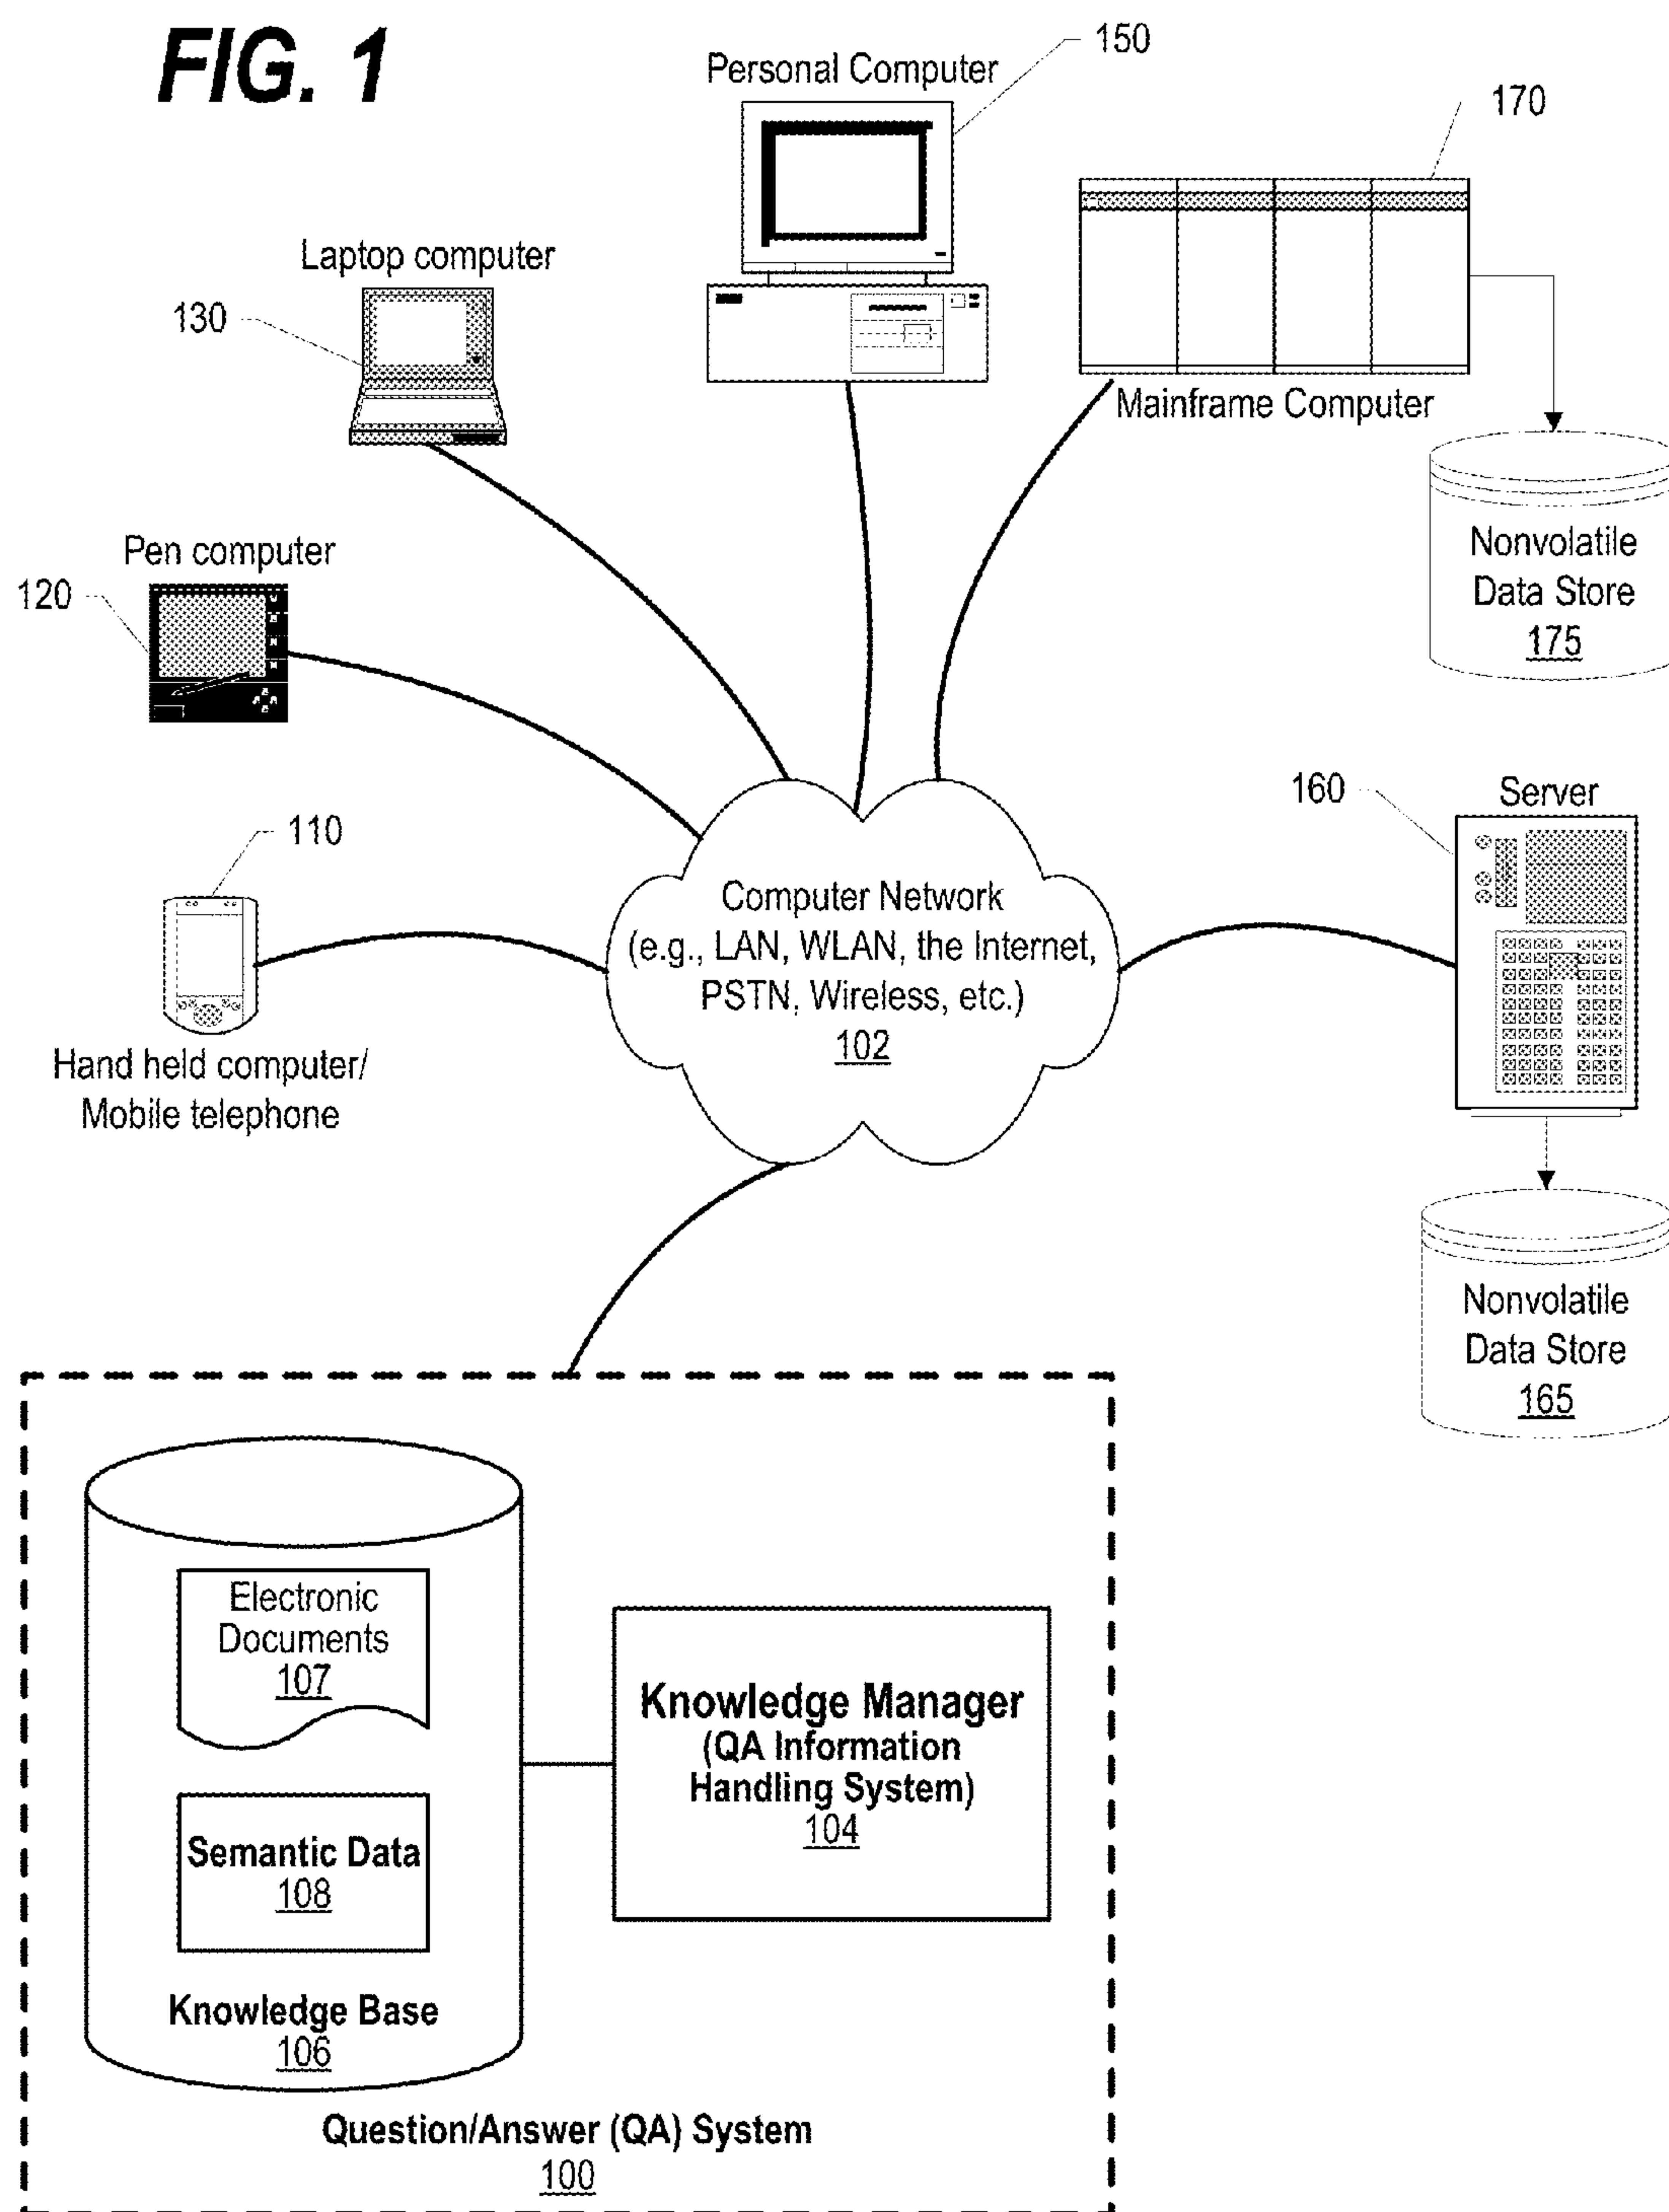 FIG. 1
Personal Computer
150
170
Laptop computer
130
Mainframe Computer
Nonvolatile
Data Store
175
Pen computer
120
160
Server
110
Computer Network
(e.g., LAN, WLAN, the Internet,
PSTN, Wireless, etc.)
102
Hand held computer/
Mobile telephone
Nonvolatile
Data Store
165
Electronic
Documents
107
Knowledge Manager
(QA Information
Handling System)
104
Semantic Data
108
Knowledge Base
106
Question/Answer (QA) System
100